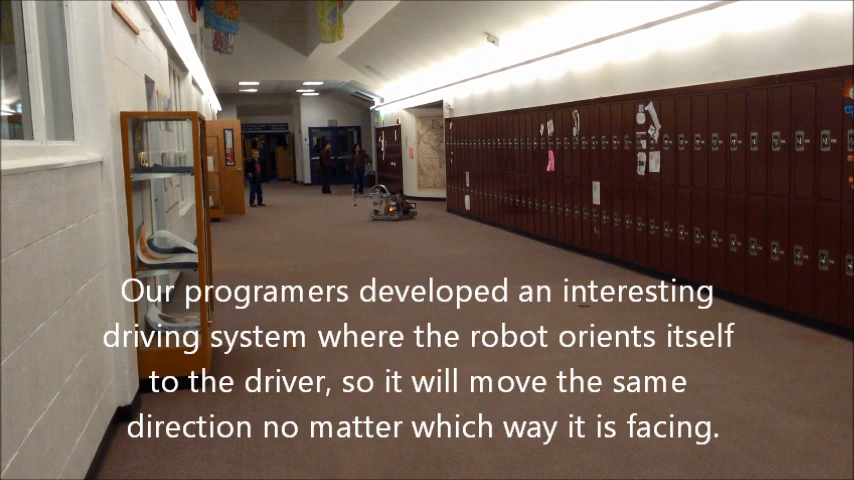 Our programers developed an interesting
driving system where the robot orients itself
to the driver, so it will move the same
direction no matter which way it is facing.